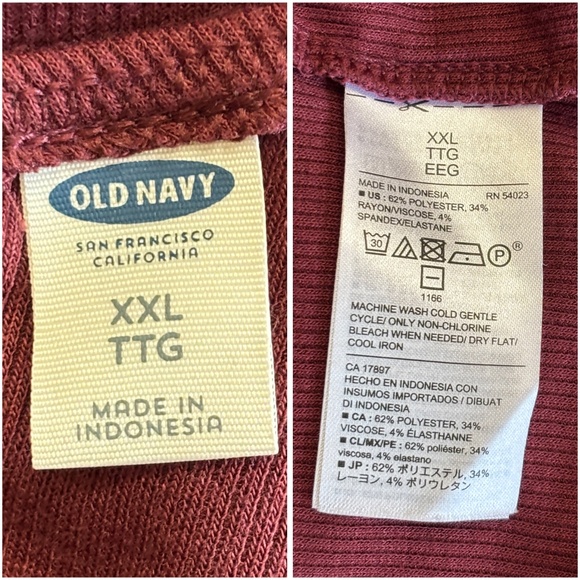 OLD NAVY
SAN FRANCISCO
CALIFORNIA
XXL
TTG
MADE IN
INDONESIA
XXL
TTG
EEG
MADE IN INDONESIA RN 54023
■ US : 62% POLYESTER, 34%
RAYON/VISCOSE, 4%
SPANDEX/ELASTANE
30 P ®
1166
MACHINE WASH COLD GENTLE
CYCLE/ ONLY NON-CHLORINE
BLEACH WHEN NEEDED/ DRY FLAT/
COOL IRON
CA 17897
HECHO EN INDONESIA CON
INSUMOS IMPORTADOS / DIBUAT
DI INDONESIA
■ CA : 62% POLYESTER, 34%
VISCOSE, 4% ÉLASTHANNE
■ CL/MX/PE : 62% poliéster, 34%
viscosa, 4% elastano
■ JP : 62% ポリエステル, 34%
レーヨン, 4% ポリウレタン